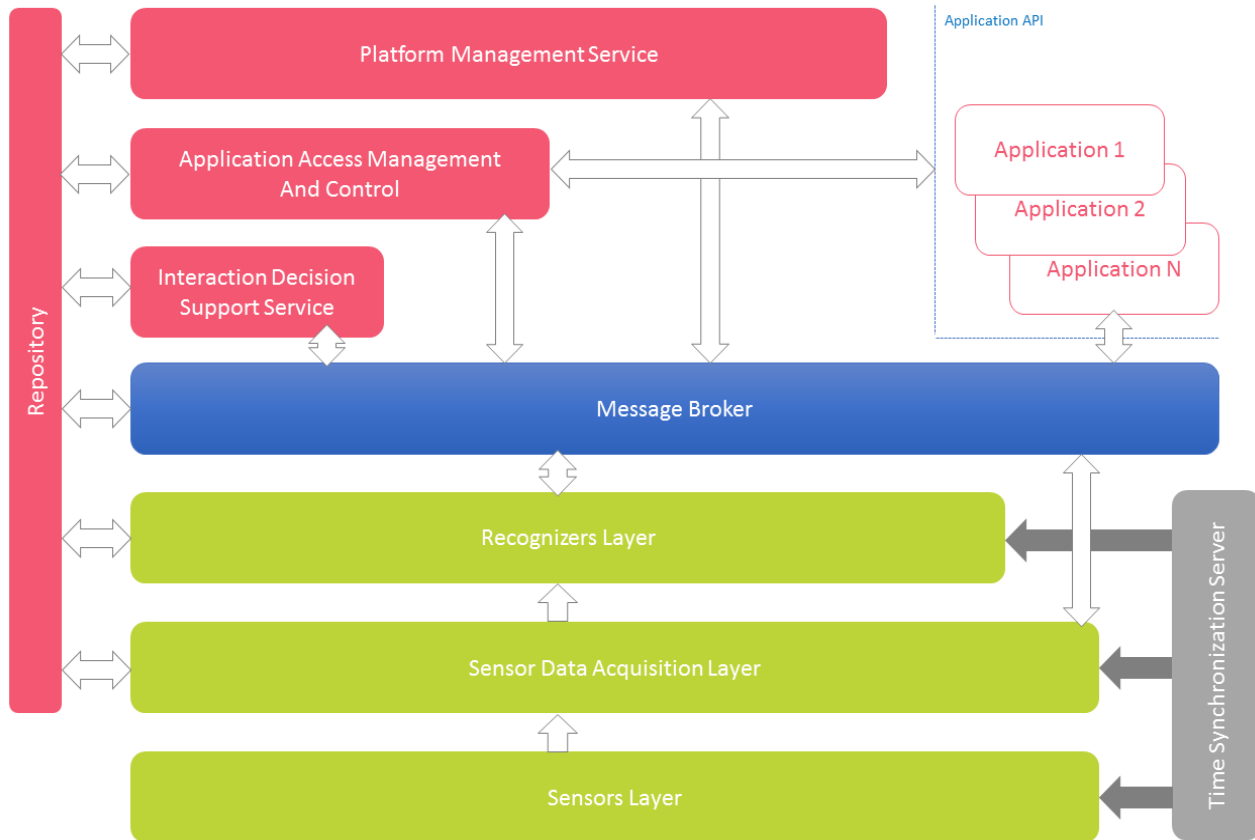 Application API
Platform Management Service
Application Access Management
And Control
Application 1
Application 2
Application N
Interaction Decision
Support Service
Repository
Message Broker
Recognizers Layer
Sensor Data Acquisition Layer
Sensors Layer
Time Synchronization Server